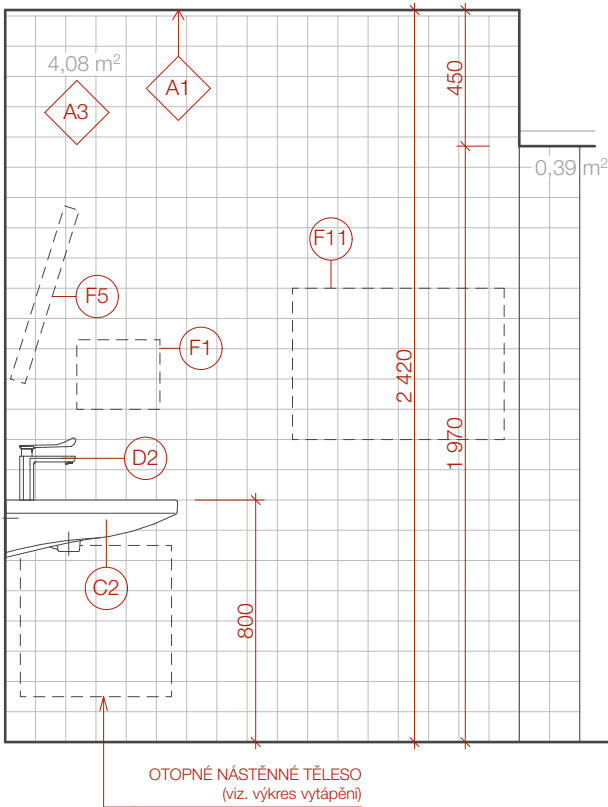 4,08 m²
A3
A1
450
0,39 m²
F11
F5
F1
2 420
1 970
D2
C2
800
OTOPNÉ NÁSTĚNNÉ TĚLESO
(viz. výkres vytápění)